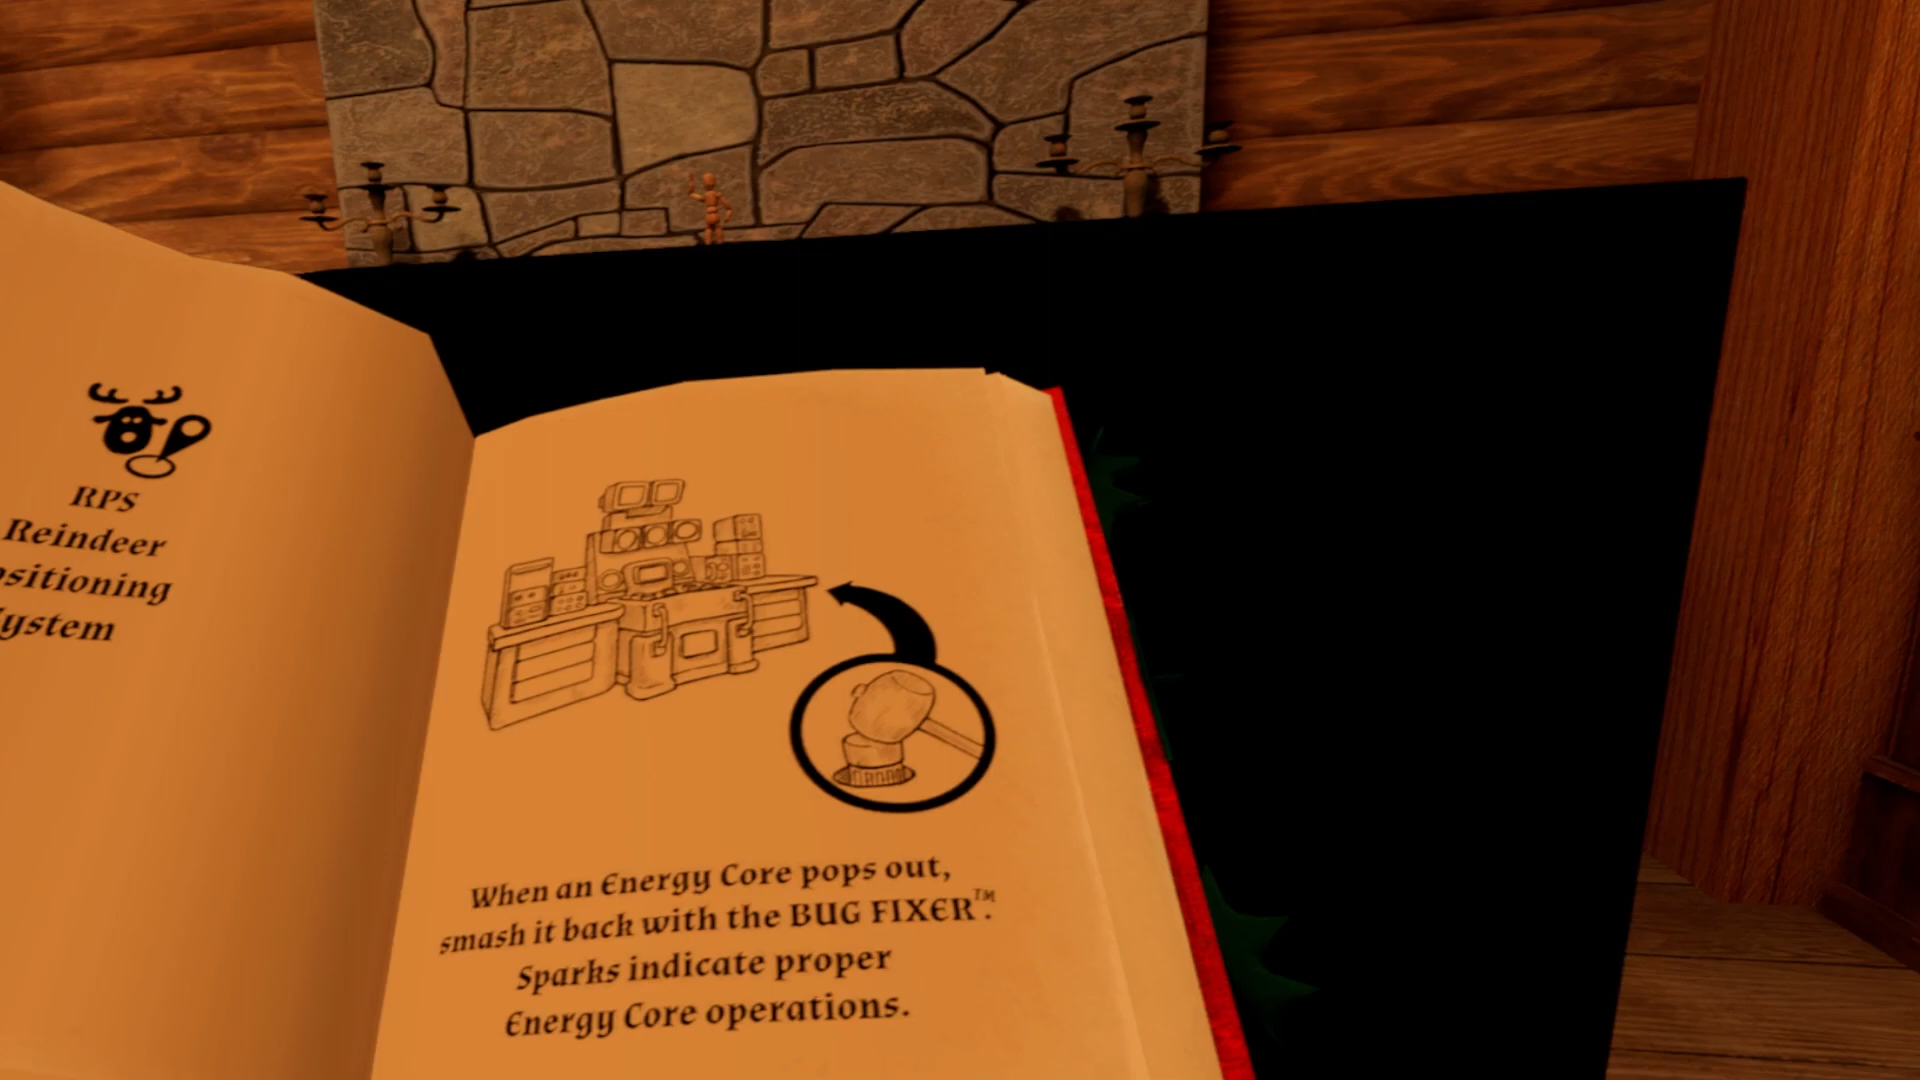 RPS
Reindeer
ositioning
ystem
When an Energy Core pops out,
smash it back with the BUG FIXER™.
Sparks indicate proper
Energy Core operations.